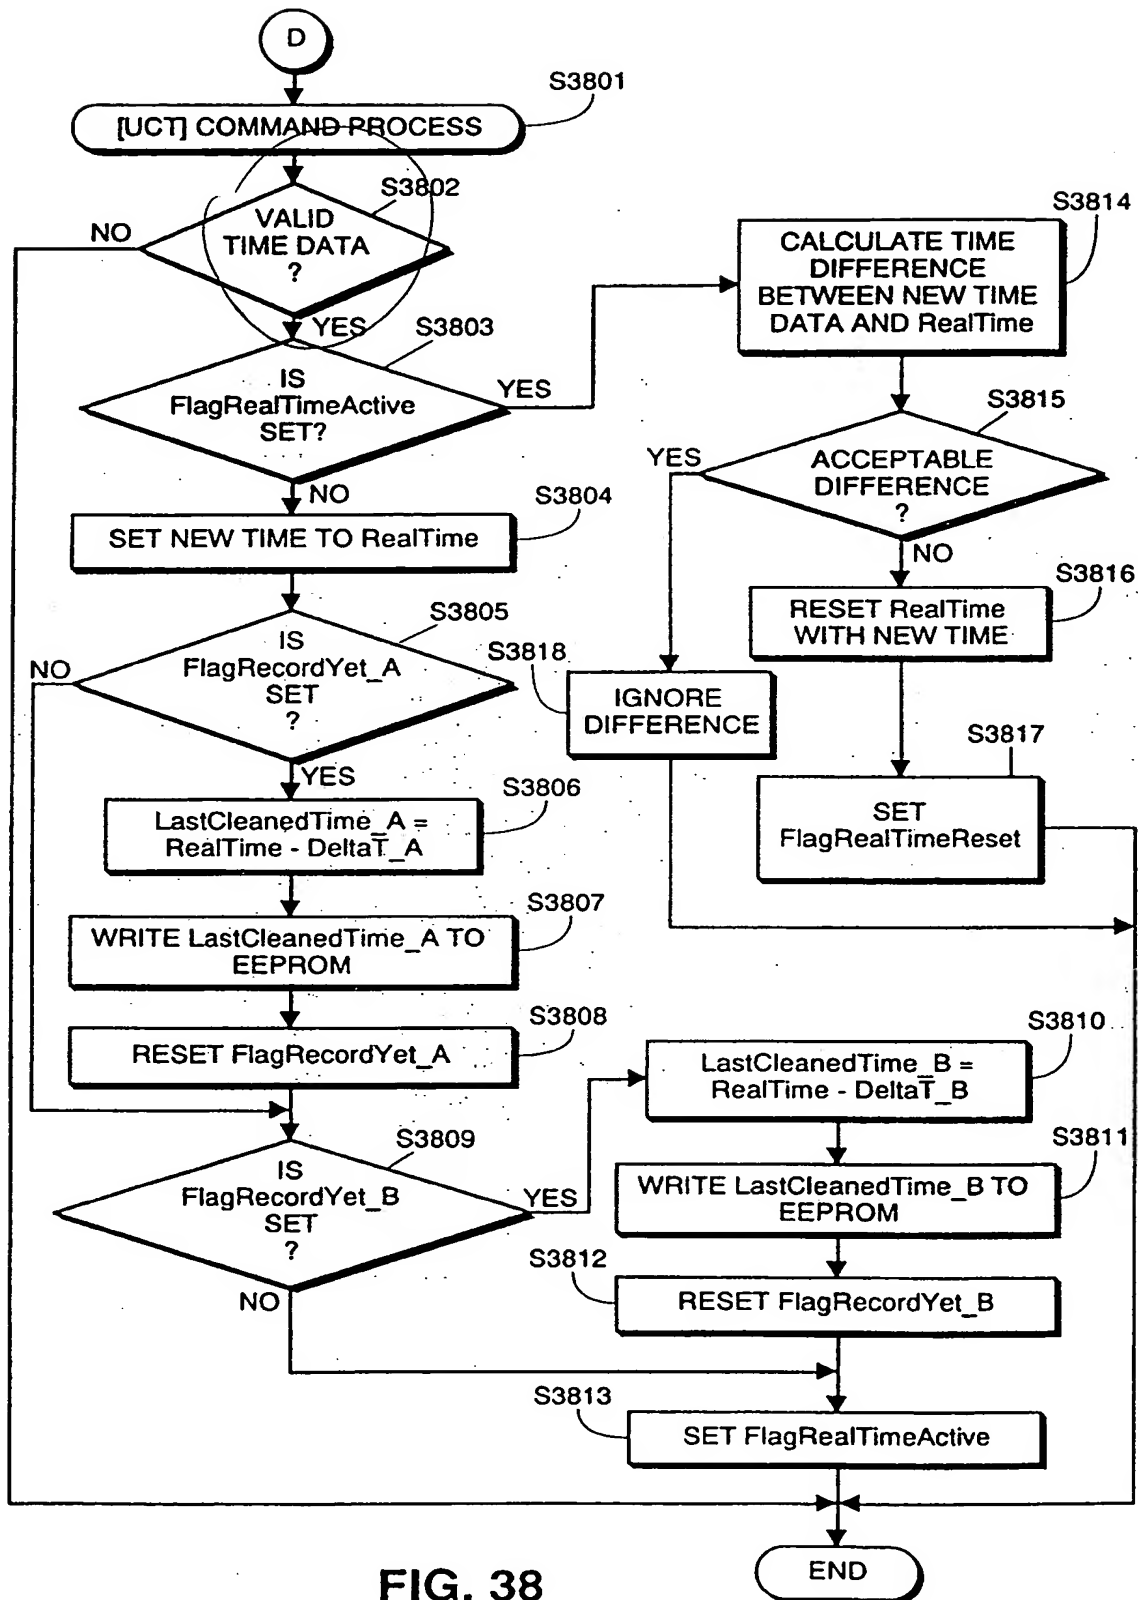 D
S3801
[UCT] COMMAND PROCESS
S3802
VALID
TIME DATA
?
NO
YES
S3803
IS
FlagRealTimeActive
SET?
YES
NO
S3804
SET NEW TIME TO RealTime
S3805
IS
FlagRecordYet_A
SET
?
NO
YES
S3806
LastCleanedTime_A =
RealTime - DeltaT_A
S3807
WRITE LastCleanedTime_A TO
EEPROM
S3808
RESET FlagRecordYet_A
S3809
IS
FlagRecordYet_B
SET
?
YES
NO
S3810
LastCleanedTime_B =
RealTime - DeltaT_B
S3811
WRITE LastCleanedTime_B TO
EEPROM
S3812
RESET FlagRecordYet_B
S3813
SET FlagRealTimeActive
S3814
CALCULATE TIME
DIFFERENCE
BETWEEN NEW TIME
DATA AND RealTime
S3815
ACCEPTABLE
DIFFERENCE
?
YES
NO
S3816
RESET RealTime
WITH NEW TIME
S3817
SET
FlagRealTimeReset
S3818
IGNORE
DIFFERENCE
END
FIG. 38